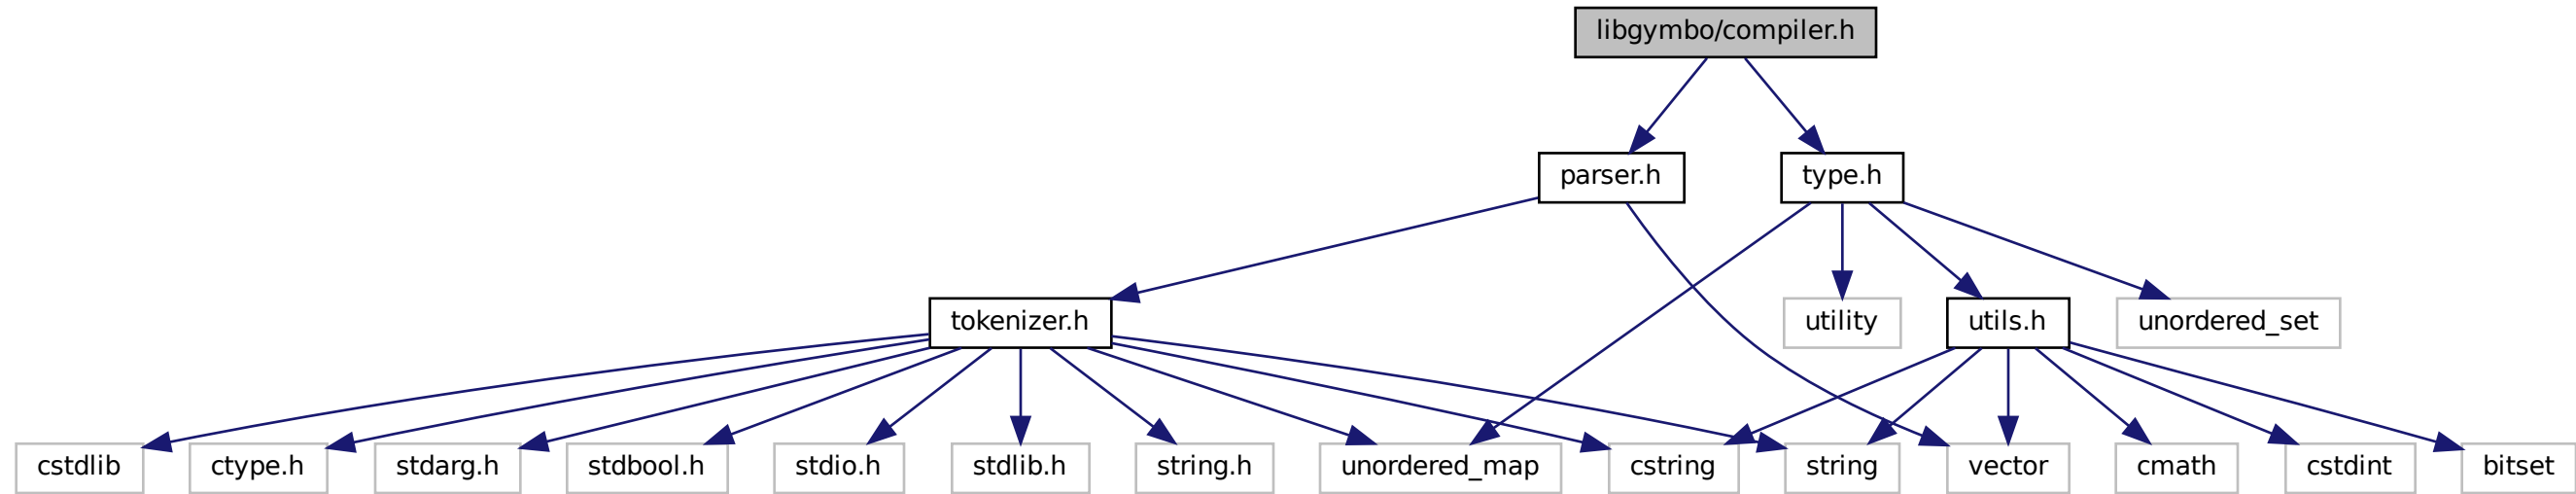 libgymbo/compiler.h
parser.h
type.h
tokenizer.h
utility
utils.h
unordered_set
cstdlib
ctype.h
stdarg.h
stdbool.h
stdio.h
stdlib.h
string.h
unordered_map
cstring
string
vector
cmath
cstdint
bitset